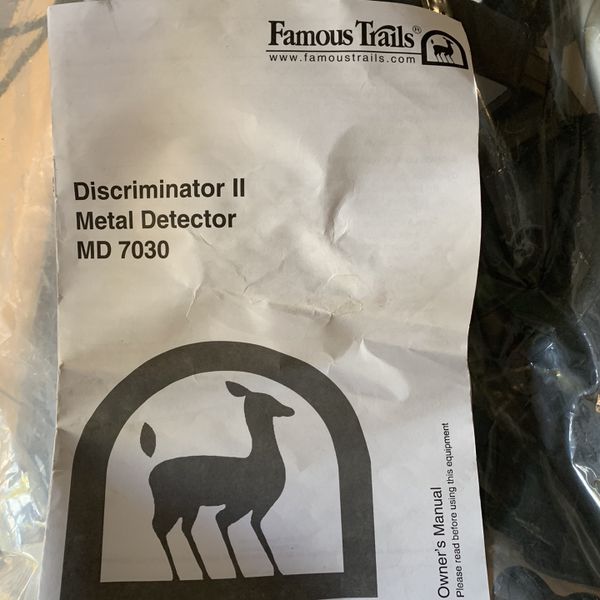 Famous Trails®
www.famoustrails.com
Discriminator II
Metal Detector
MD 7030
Owner's Manual
Please read before using this equipment